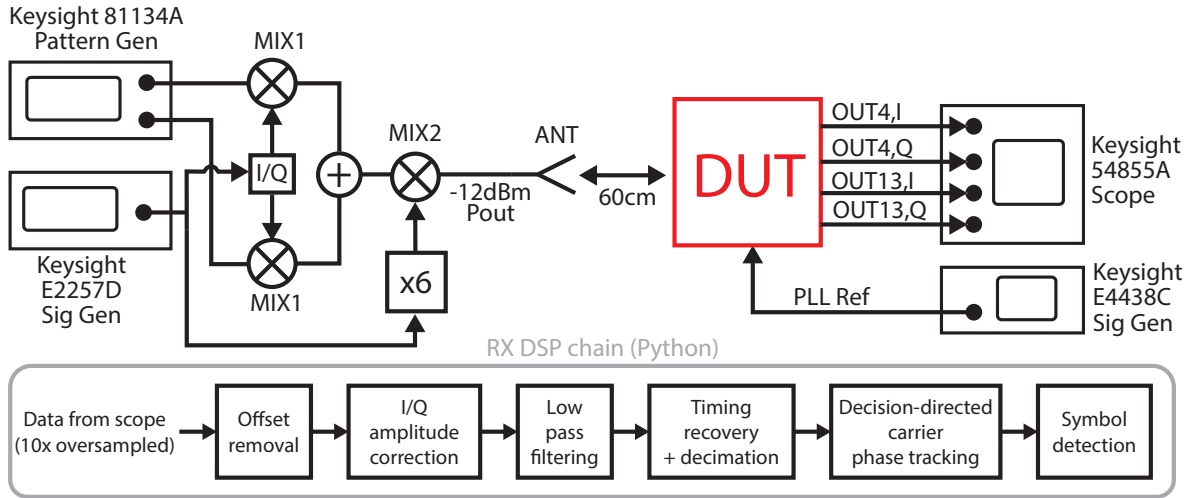 Keysight 81134A
Pattern Gen
MIX1
I/Q
MIX1
+
Keysight
E2257D
Sig Gen
MIX2
x6
-12dBm
Pout
ANT
60cm
DUT
OUT4,I
OUT4,Q
OUT13,I
OUT13,Q
Keysight
54855A
Scope
PLL Ref
Keysight
E4438C
Sig Gen
RX DSP chain (Python)
Data from scope
(10x oversampled)
Offset
removal
I/Q
amplitude
correction
Low
pass
filtering
Timing
recovery
+ decimation
Decision-directed
carrier
phase tracking
Symbol
detection